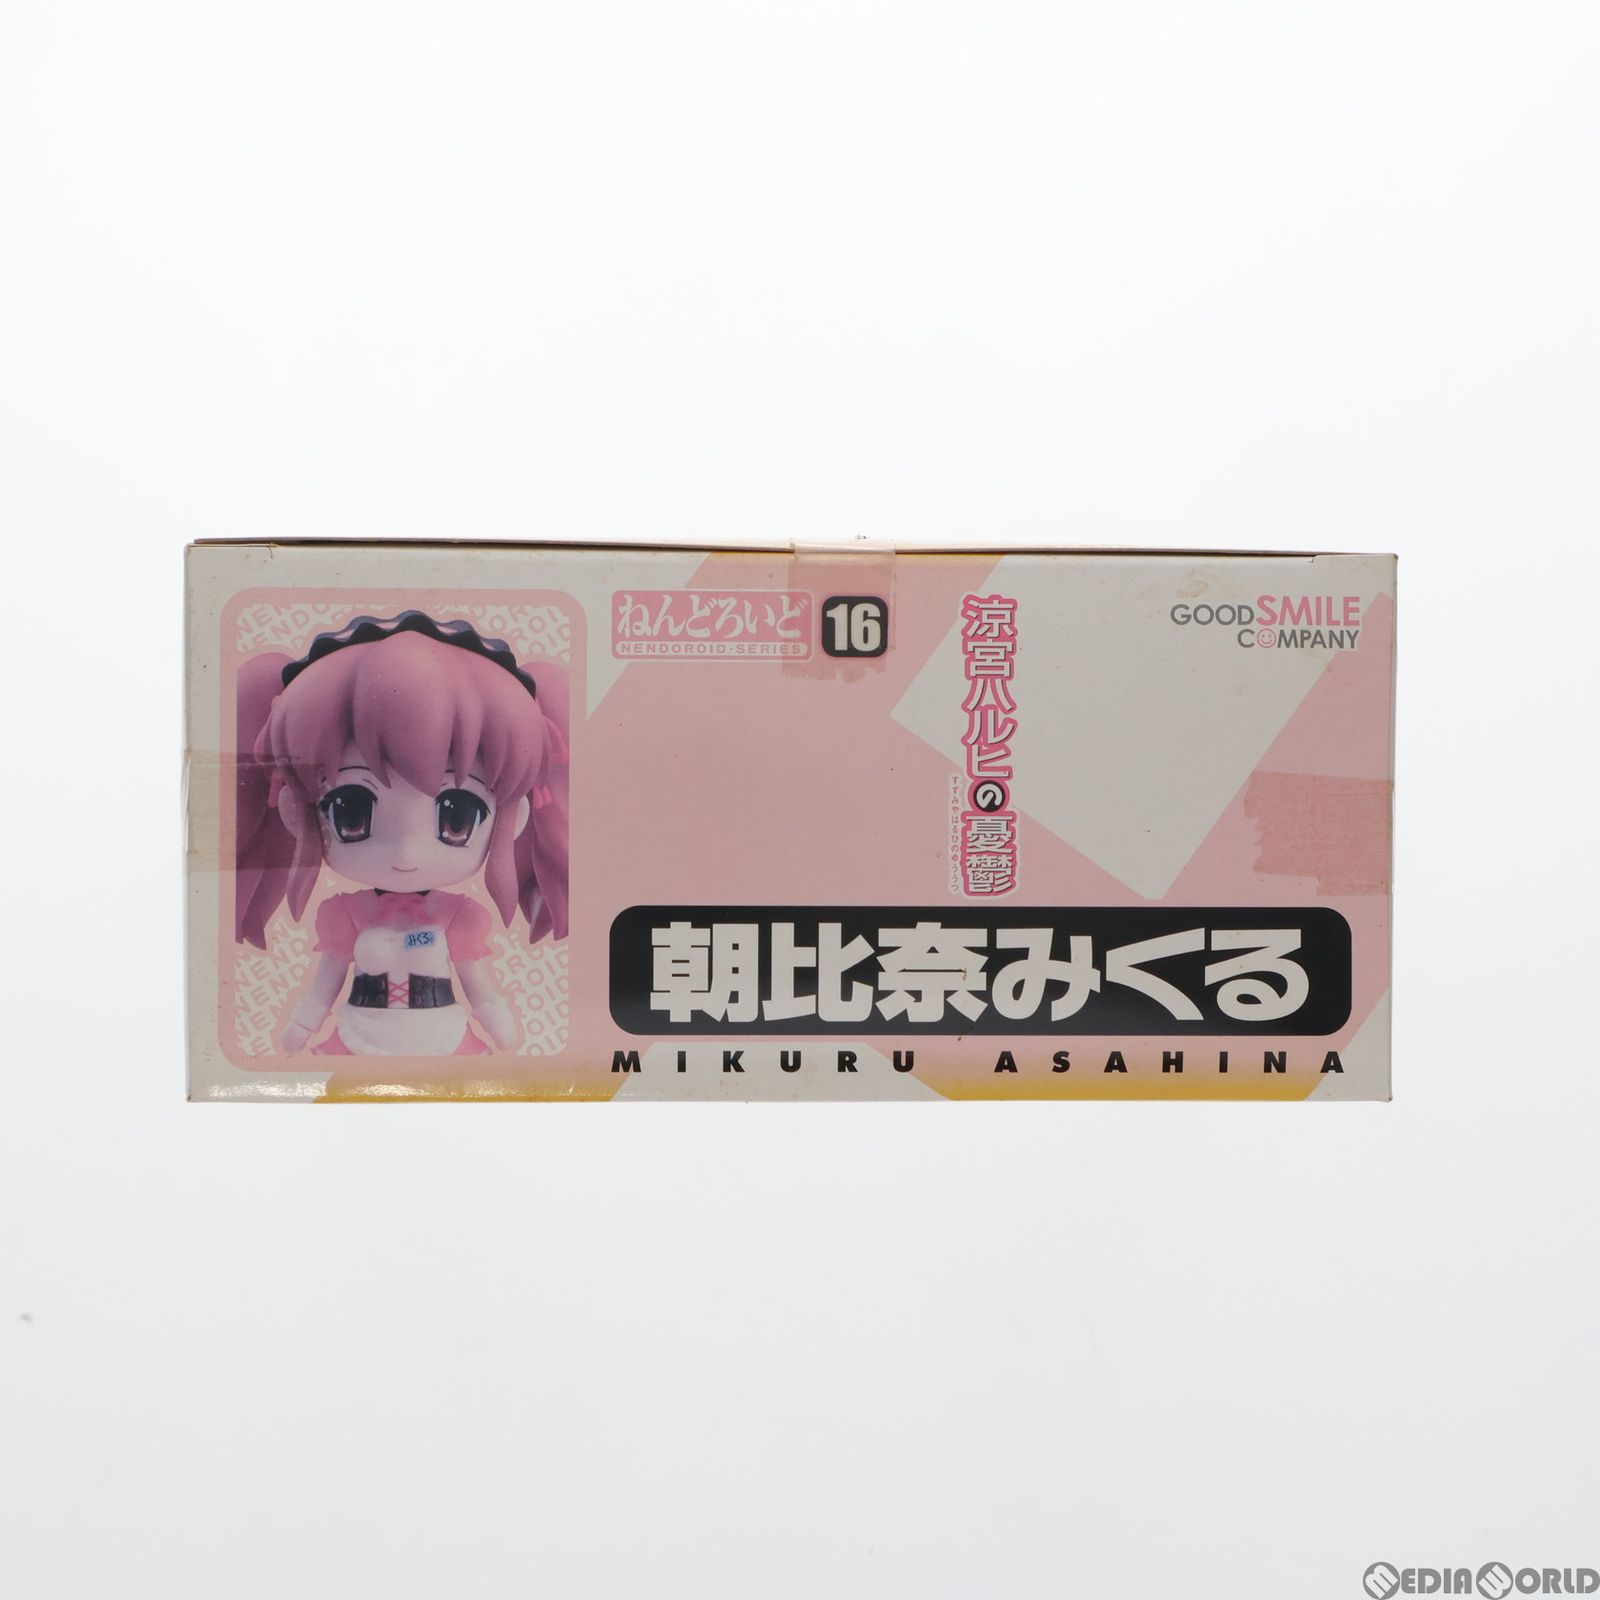 ねんどろいど
NENDOROID-SERIES
16
涼宮ハルヒの憂鬱
すずみやはるひのゆううつ
GOODSMILE
COMPANY
みくる
朝比奈みくる
MIKURU ASAHINA
MEDIA WORLD